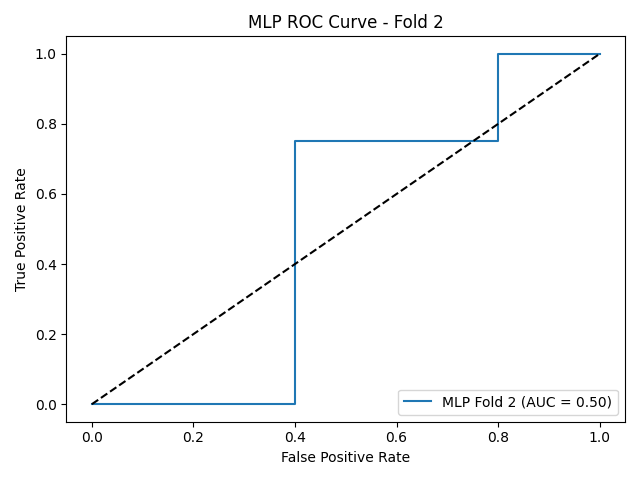 MLP ROC Curve - Fold 2
True Positive Rate
1.0
0.8
0.6
0.4
0.2
0.0
MLP Fold 2 (AUC = 0.50)
0.0 0.2 0.4 0.6 0.8 1.0
False Positive Rate